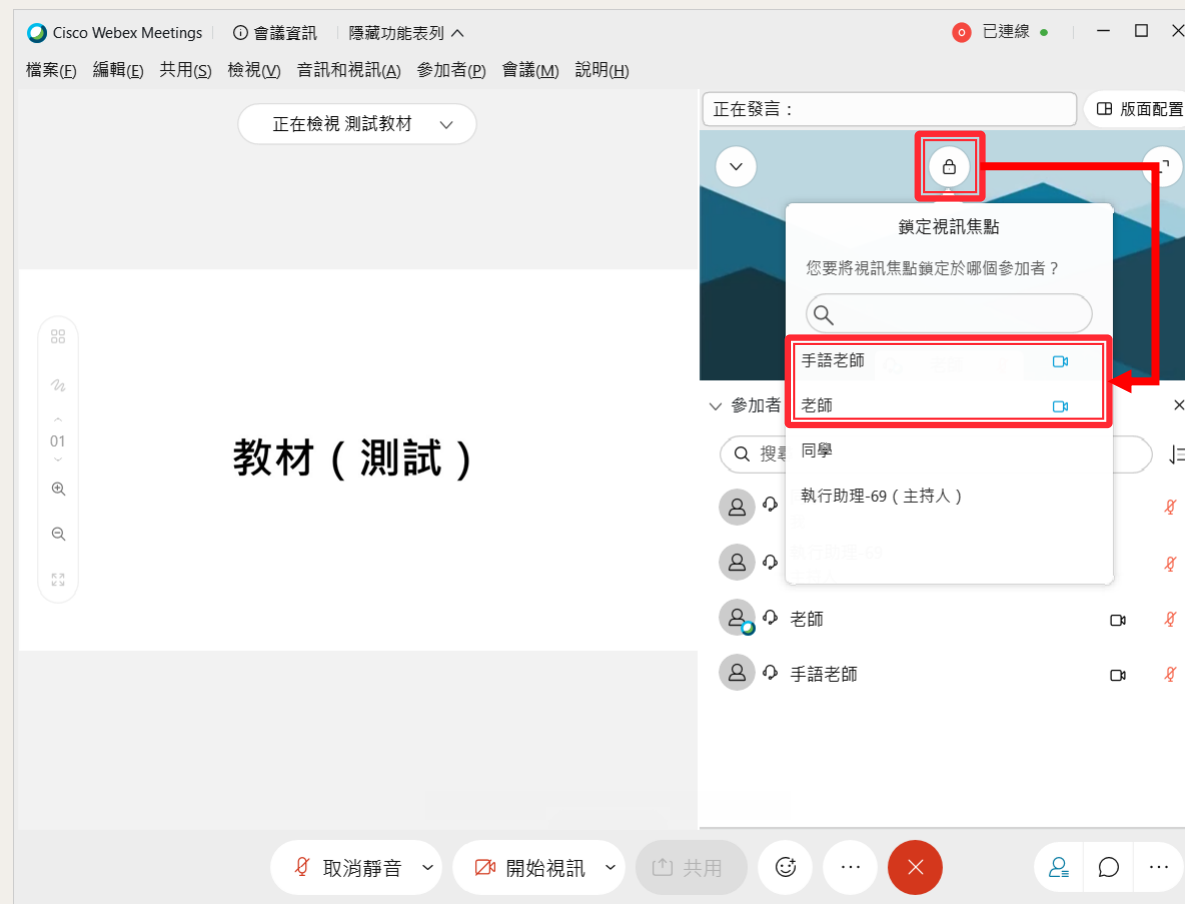 Cisco Webex Meetings 會議資訊 隱藏功能表列 已連線
檔案(F) 編輯(E) 共用(S) 檢視(V) 音訊和視訊(A) 參加者(P) 會議(M) 說明(H)
正在檢視 測試教材
正在發言：
版面配置
鎖定視訊焦點
您要將視訊焦點鎖定於哪個參加者？
手語老師
老師
同學
執行助理-69（主持人）
參加者
搜尋
01
教材（測試）
老師
手語老師
取消靜音 開始視訊 共用